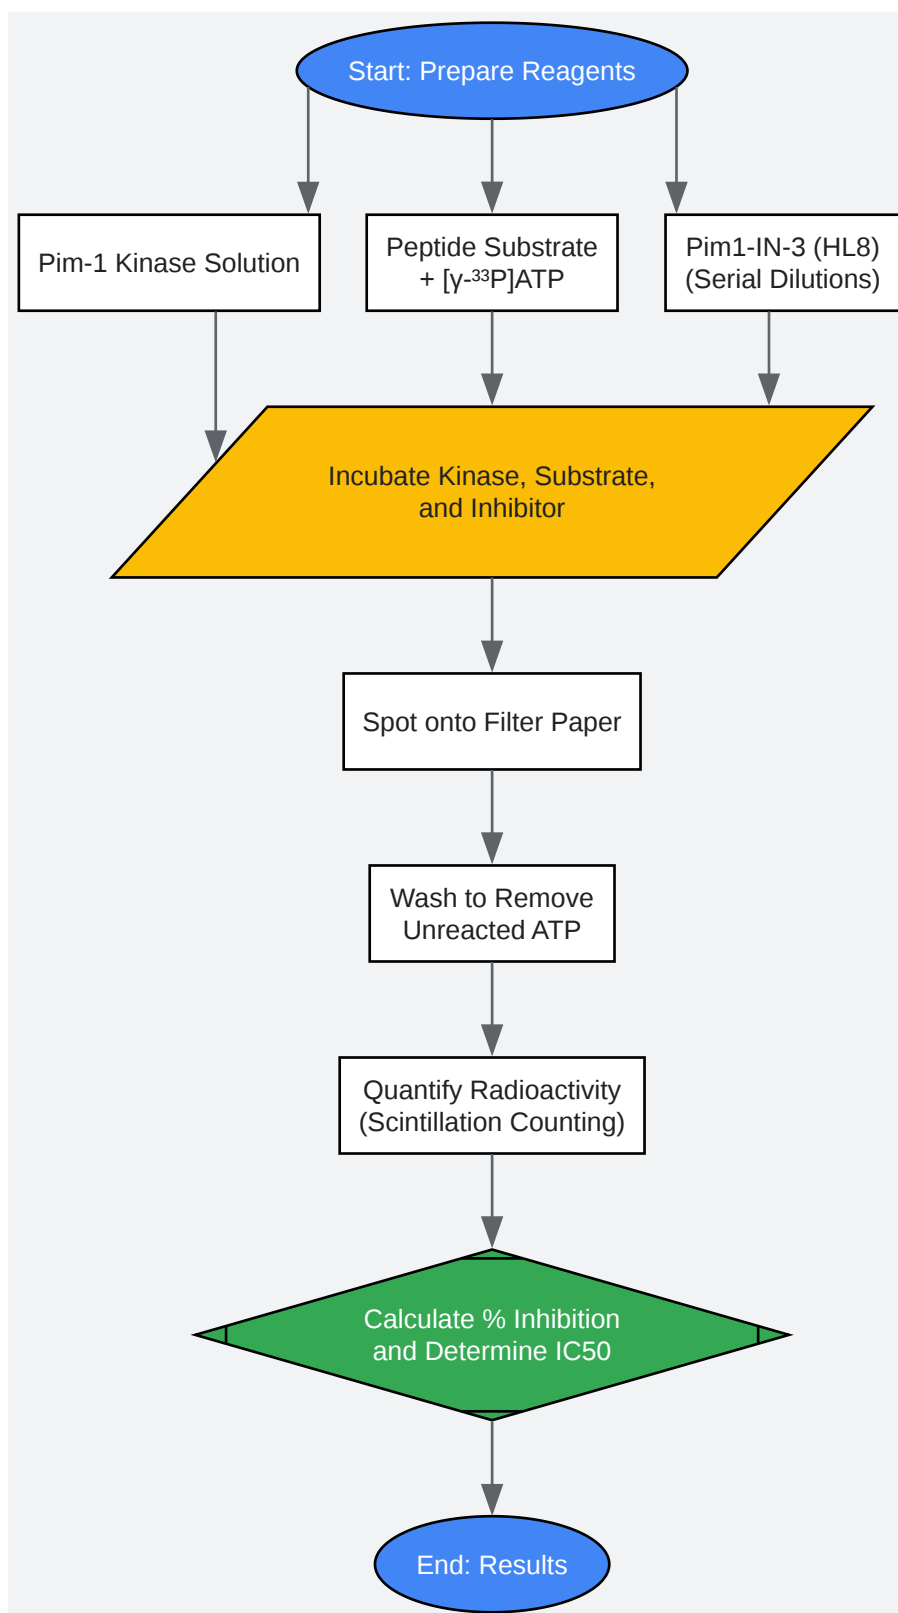 Start: Prepare Reagents
Pim-1 Kinase Solution
Peptide Substrate
+ [γ-³³P]ATP
Pim1-IN-3 (HL8)
(Serial Dilutions)
Incubate Kinase, Substrate,
and Inhibitor
Spot onto Filter Paper
Wash to Remove
Unreacted ATP
Quantify Radioactivity
(Scintillation Counting)
Calculate % Inhibition
and Determine IC50
End: Results